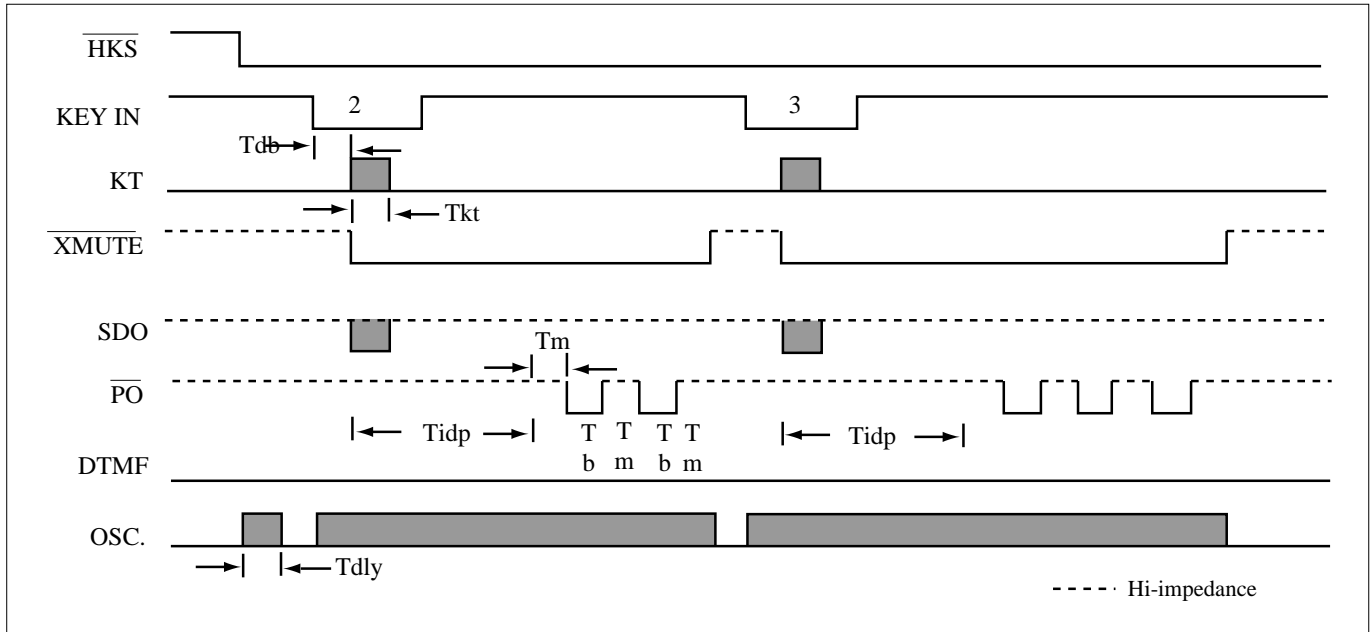 HKS
KEY IN
2
3
Tdb
KT
Tkt
XMUTE
SDO
Tm
PO
Tidp
T
b
T
m
T
b
T
m
Tidp
DTMF
OSC.
Tdly
Hi-impedance